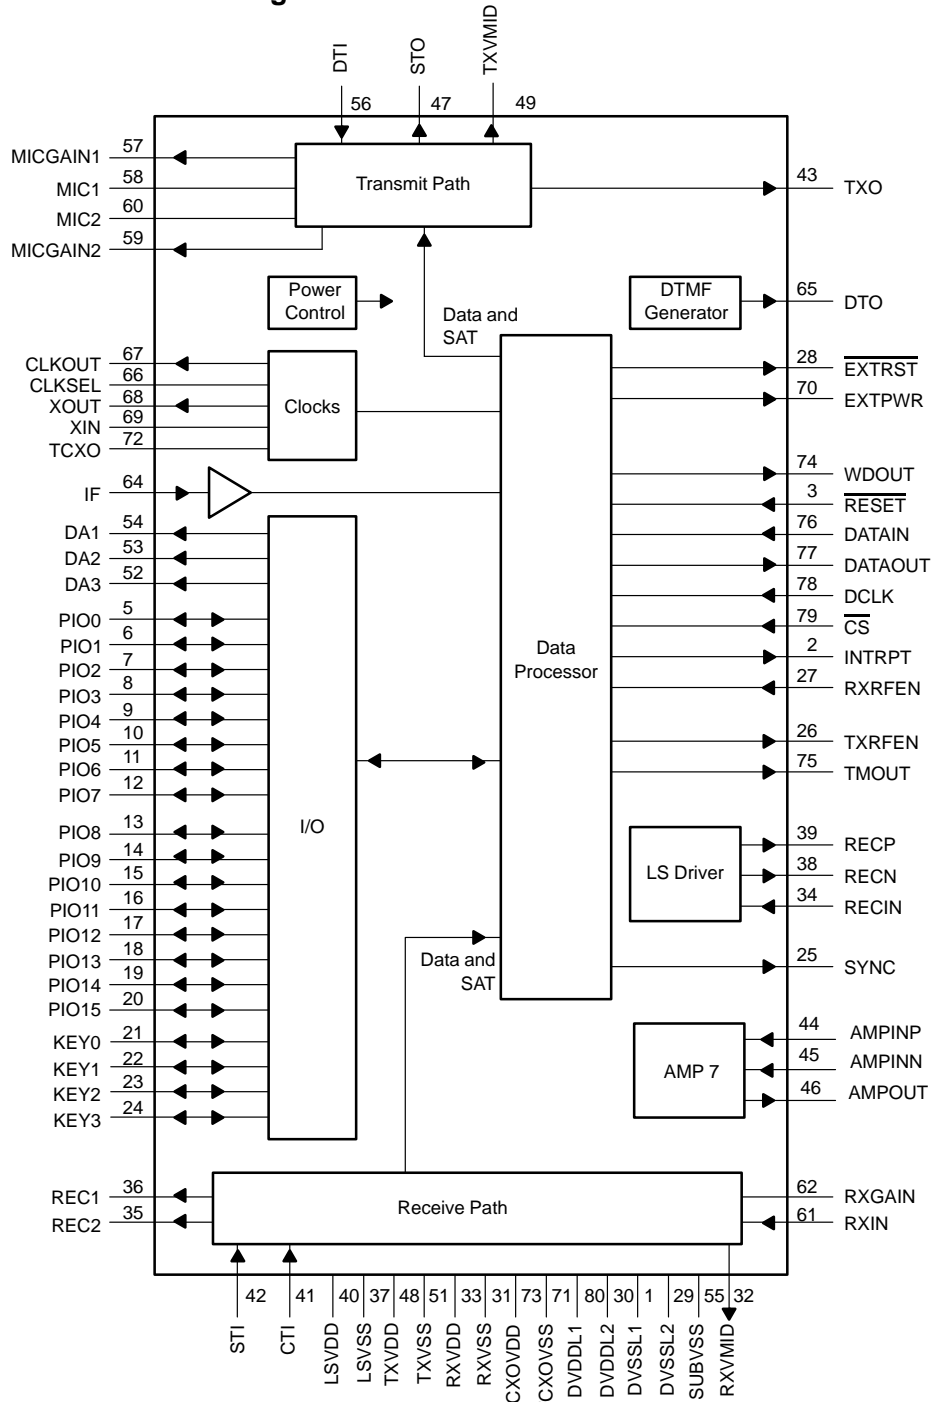 DTI
STO
TXVMID
56
47
49
MICGAIN1
57
MIC1
58
MIC2
60
MICGAIN2
59
Transmit Path
43
TXO
Power
Control
Data and
SAT
DTMF
Generator
65
DTO
CLKOUT
67
CLKSEL
66
XOUT
68
XIN
69
TCXO
72
Clocks
28
EXTRST
70
EXTPWR
IF
64
74
WDOUT
3
RESET
76
DATAIN
77
DATAOUT
78
DCLK
79
CS
2
INTRPT
27
RXRFEN
26
TXRFEN
75
TMOUT
DA1
54
DA2
53
DA3
52
PIO0
5
PIO1
6
PIO2
7
PIO3
8
PIO4
9
PIO5
10
PIO6
11
PIO7
12
PIO8
13
PIO9
14
PIO10
15
PIO11
16
PIO12
17
PIO13
18
PIO14
19
PIO15
20
KEY0
21
KEY1
22
KEY2
23
KEY3
24
I/O
Data
Processor
LS Driver
39
RECP
38
RECN
34
RECIN
Data and
SAT
25
SYNC
AMP 7
44
AMPINP
45
AMPINN
46
AMPOUT
REC1
36
REC2
35
Receive Path
62
RXGAIN
61
RXIN
42
41
40
37
48
51
33
31
73
71
80
30
1
29
55
32
STI
CTI
LSVDD
LSVSS
TXVDD
TXVSS
RXVDD
RXVSS
CXOVDD
CXOVSS
DVDDL1
DVDDL2
DVSSL1
DVSSL2
SUBVSS
RXVMID